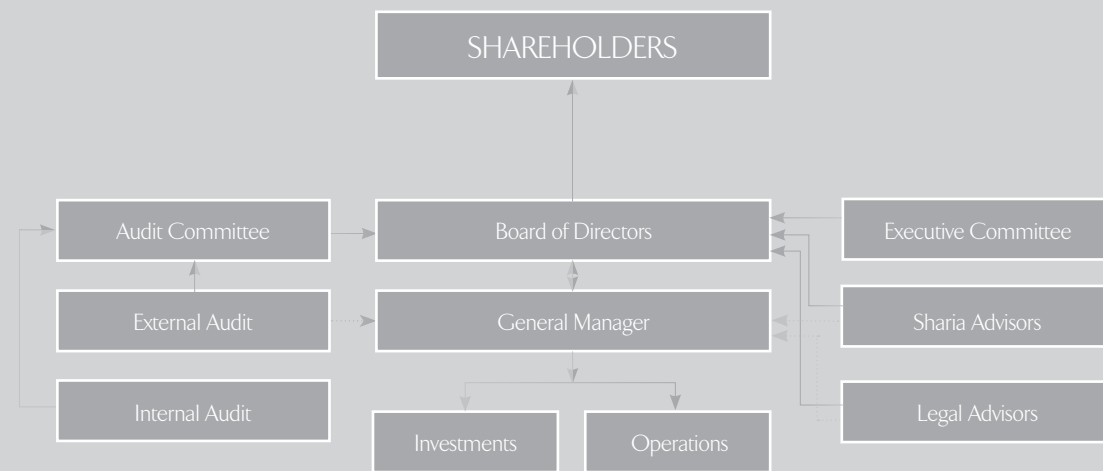 SHAREHOLDERS
Audit Committee
Board of Directors
Executive Committee
External Audit
General Manager
Sharia Advisors
Internal Audit
Legal Advisors
Investments
Operations